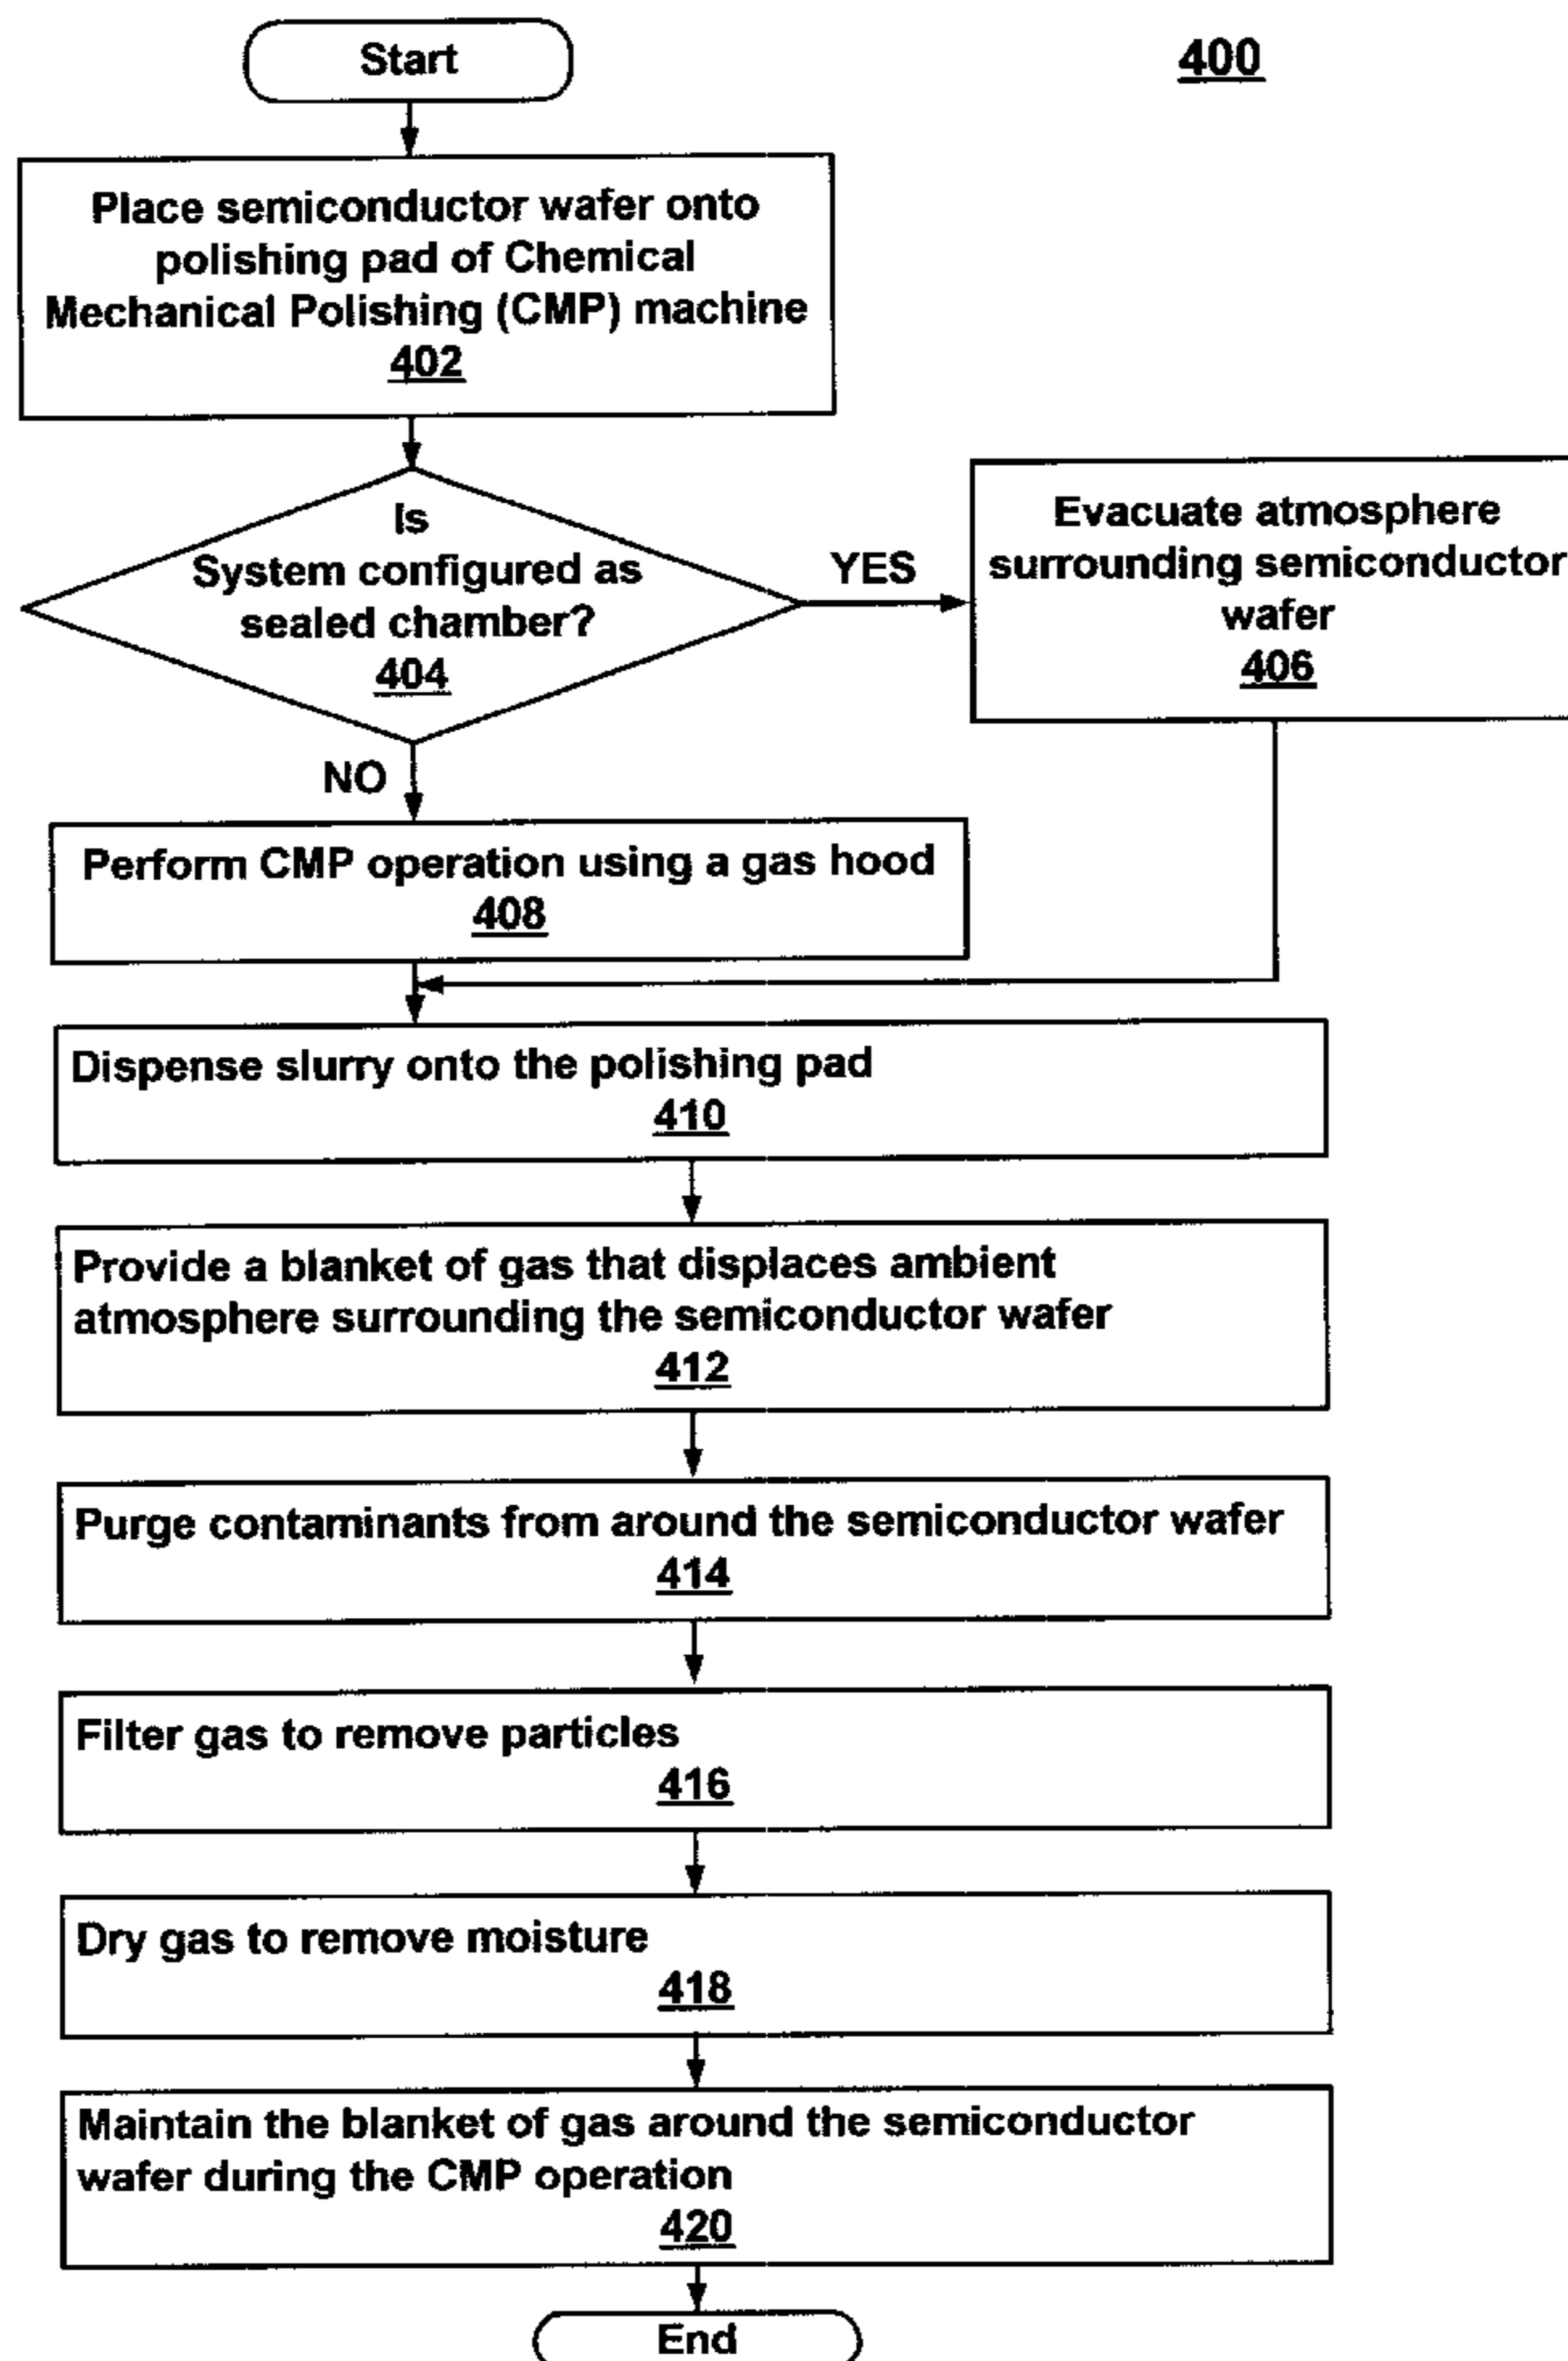 Start
400
Place semiconductor wafer onto
polishing pad of Chemical
Mechanical Polishing (CMP) machine
402
Is
System configured as
sealed chamber?
404
YES
Evacuate atmosphere
surrounding semiconductor
wafer
406
NO
Perform CMP operation using a gas hood
408
Dispense slurry onto the polishing pad
410
Provide a blanket of gas that displaces ambient
atmosphere surrounding the semiconductor wafer
412
Purge contaminants from around the semiconductor wafer
414
Filter gas to remove particles
416
Dry gas to remove moisture
418
Maintain the blanket of gas around the semiconductor
wafer during the CMP operation
420
End